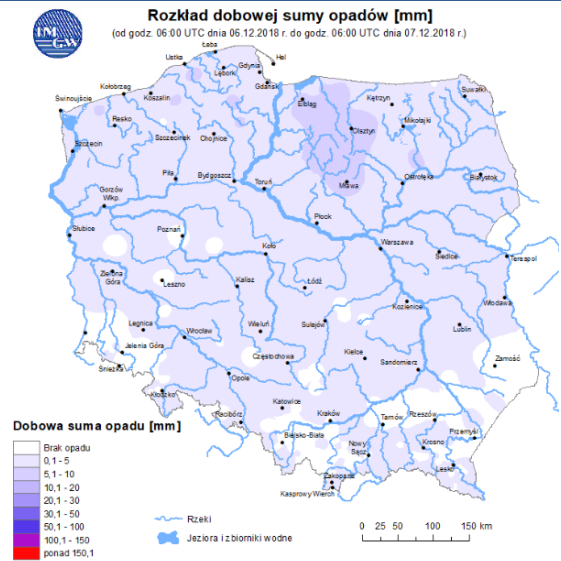 IM
GW
Rozkład dobowej sumy opadów [mm]
(od godz. 06:00 UTC dnia 06.12.2018 r. do godz. 06:00 UTC dnia 07.12.2018 r.)
Łeba
Hel
Ustka
Lębork
Gdynia
Gdańsk
Kołobrzeg
Koszalin
Świnoujście
Resko
Szczecinek
Chojnice
Szczecin
Elbląg
Kętrzyn
Suwałki
Olsztyn
Mikołajki
Piła
Bydgoszcz
Toruń
Mława
Ostrołęka
Białystok
Gorzów
Wlkp.
Płock
Słubice
Poznań
Koło
Warszawa
Siedlce
Terespol
Zielona
Góra
Leszno
Kalisz
Łódź
Kozienice
Włodawa
Legnica
Wrocław
Wieluń
Sulejów
Lublin
Jelenia Góra
Śnieżka
Częstochowa
Kielce
Sandomierz
Zamość
Kłodzko
Opole
Racibórz
Katowice
Kraków
Tarnów
Rzeszów
Przemyśl
Bielsko-Biała
Nowy
Sącz
Krosno
Lesko
Zakopane
Kasprowy Wierch
Dobowa suma opadu [mm]
Brak opadu
0,1 - 5
5,1 - 10
10,1 - 20
20,1 - 30
30,1 - 50
50,1 - 100
100,1 - 150
ponad 150,1
Rzeki
Jeziora i zbiorniki wodne
0 25 50 100 150 km